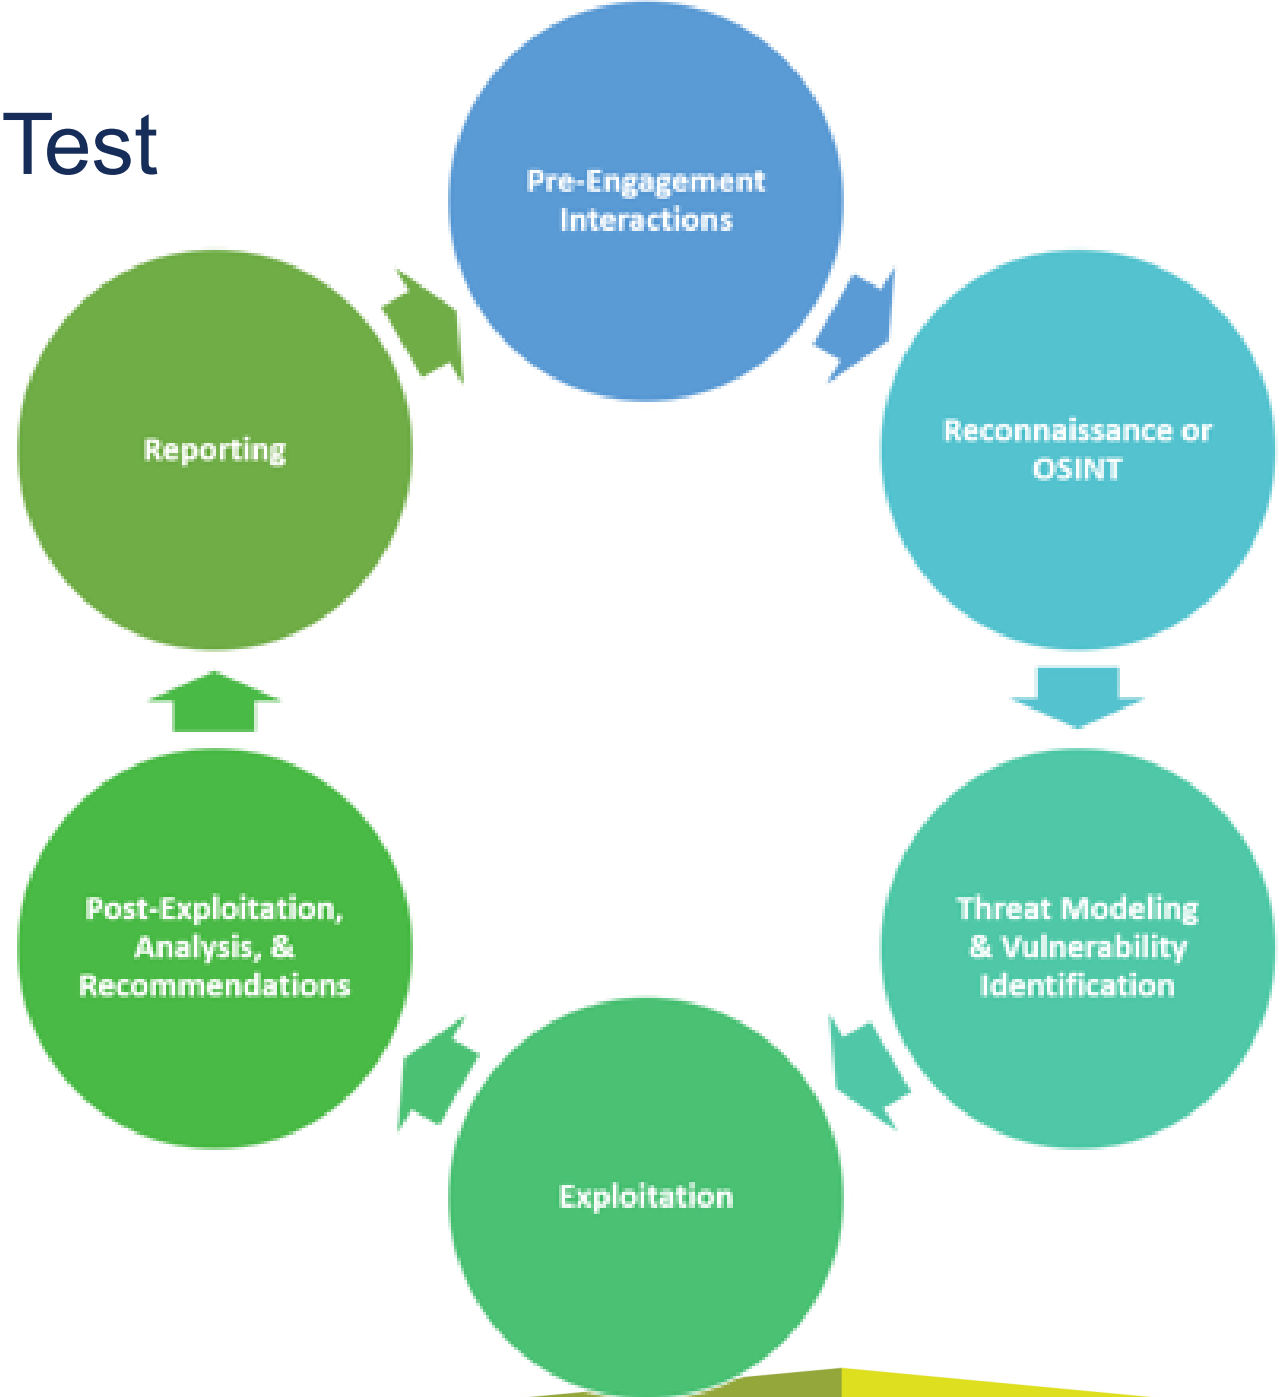 Test
Pre-Engagement
Interactions
Reconnaissance or
OSINT
Threat Modeling
& Vulnerability
Identification
Exploitation
Post-Exploitation,
Analysis, &
Recommendations
Reporting